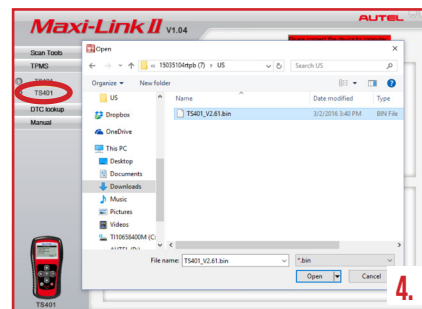 AUTEL
Maxi-Link II V1.04
Scan Tools
TPMS
TS401
DTC lookup
Manual
Open
« 15035104rtpb (7) > US
Search US
Organize New folder
US
Dropbox
OneDrive
This PC
Desktop
Documents
Downloads
Music
Pictures
Videos
TI10658400M (C:
Name Date modified Type
TS401_V2.61.bin 3/2/2016 3:40 PM BIN File
File name: TS401_V2.61.bin *.bin
Open Cancel
TS401
4.